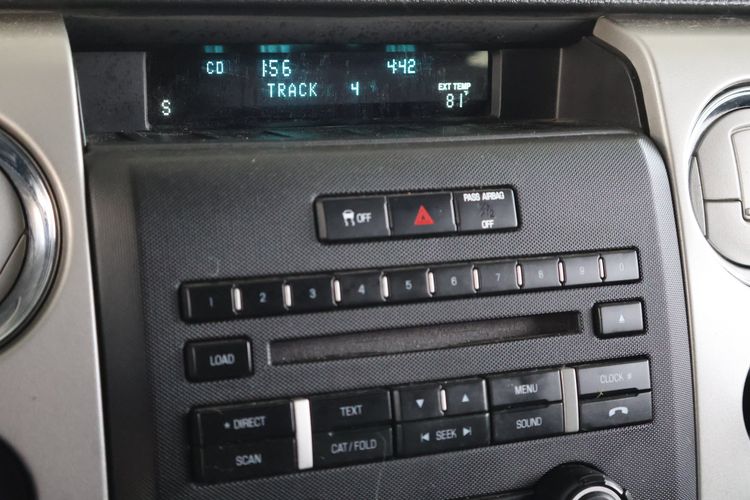 CD 1:56 4:42
TRACK 4 EXT TEMP
S 81°
OFF PASS AIRBAG
OFF
1 2 3 4 5 6 7 8 9 0
LOAD
* DIRECT TEXT MENU CLOCK #
SCAN CAT/FOLD SEEK SOUND